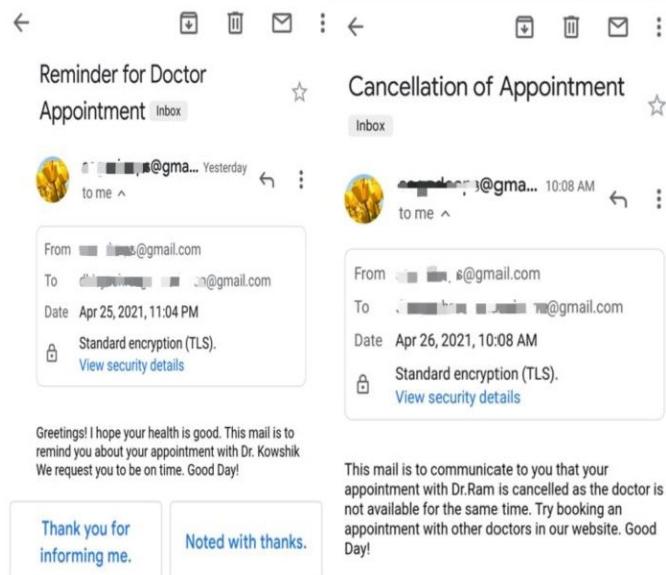 Reminder for Doctor
Appointment Inbox
@gma... Yesterday
to me
From @gmail.com
To @gmail.com
Date Apr 25, 2021, 11:04 PM
Standard encryption (TLS).
View security details
Greetings! I hope your health is good. This mail is to
remind you about your appointment with Dr. Kowshik
We request you to be on time. Good Day!
Thank you for
informing me.
Noted with thanks.
Cancellation of Appointment
Inbox
@gma... 10:08 AM
to me
From s@gmail.com
To @gmail.com
Date Apr 26, 2021, 10:08 AM
Standard encryption (TLS).
View security details
This mail is to communicate to you that your
appointment with Dr.Ram is cancelled as the doctor is
not available for the same time. Try booking an
appointment with other doctors in our website. Good
Day!